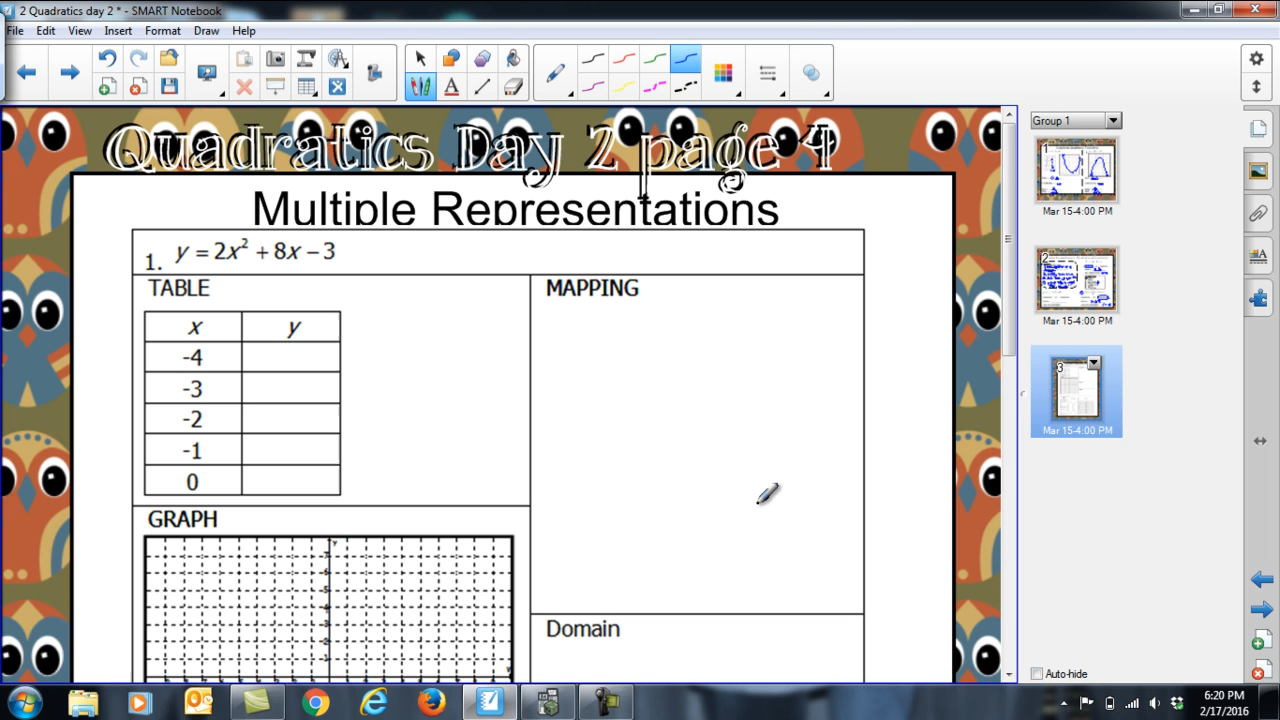 2 Quadratics day 2 * - SMART Notebook
File Edit View Insert Format Draw Help
Quadratics Day 2 page 4
Multiple Representations
1. y = 2x² + 8x − 3
TABLE
x y
-4
-3
-2
-1
0
MAPPING
GRAPH
Domain
Group 1
1
Mar 15-4:00 PM
2
Mar 15-4:00 PM
3
Mar 15-4:00 PM
Auto-hide
6:20 PM
2/17/2016